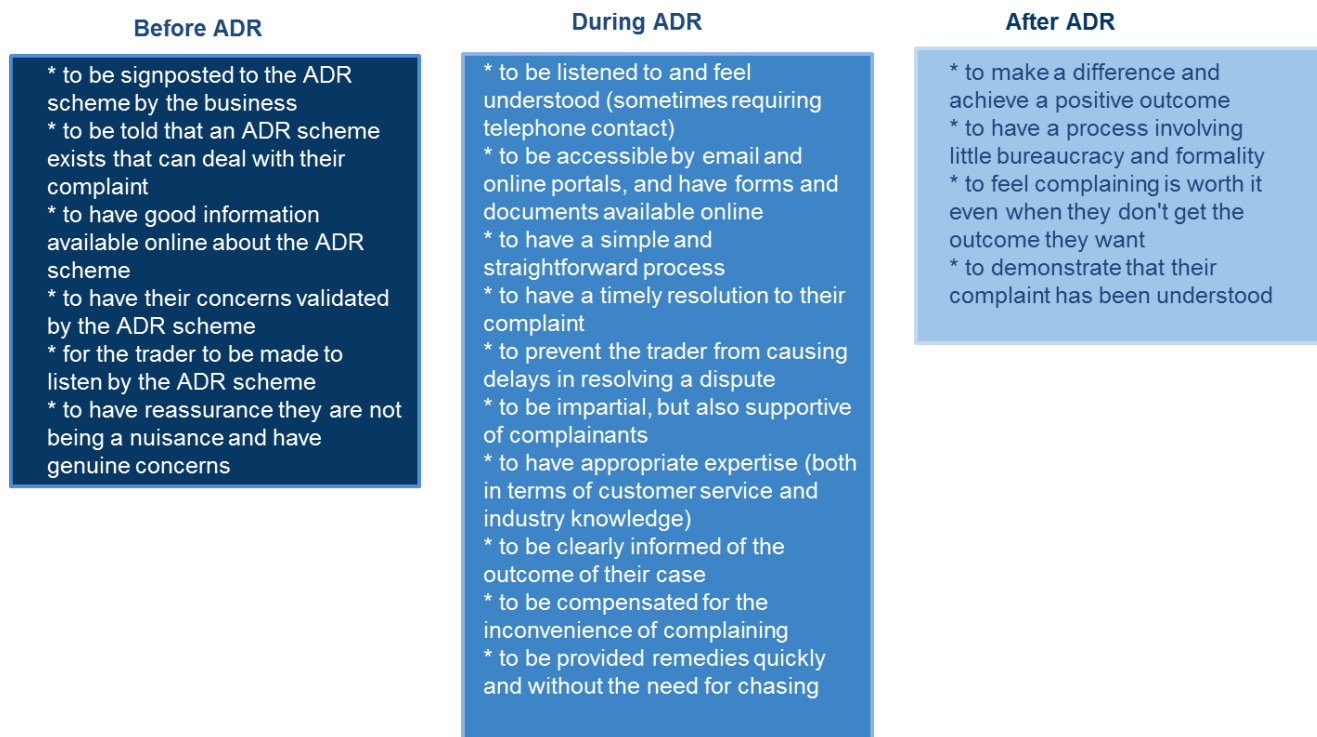 Before ADR
* to be signposted to the ADR
scheme by the business
* to be told that an ADR scheme
exists that can deal with their
complaint
* to have good information
available online about the ADR
scheme
* to have their concerns validated
by the ADR scheme
* for the trader to be made to
listen by the ADR scheme
* to have reassurance they are not
being a nuisance and have
genuine concerns
During ADR
* to be listened to and feel
understood (sometimes requiring
telephone contact)
* to be accessible by email and
online portals, and have forms and
documents available online
* to have a simple and
straightforward process
* to have a timely resolution to their
complaint
* to prevent the trader from causing
delays in resolving a dispute
* to be impartial, but also supportive
of complainants
* to have appropriate expertise (both
in terms of customer service and
industry knowledge)
* to be clearly informed of the
outcome of their case
* to be compensated for the
inconvenience of complaining
* to be provided remedies quickly
and without the need for chasing
After ADR
* to make a difference and
achieve a positive outcome
* to have a process involving
little bureaucracy and formality
* to feel complaining is worth it
even when they don't get the
outcome they want
* to demonstrate that their
complaint has been understood